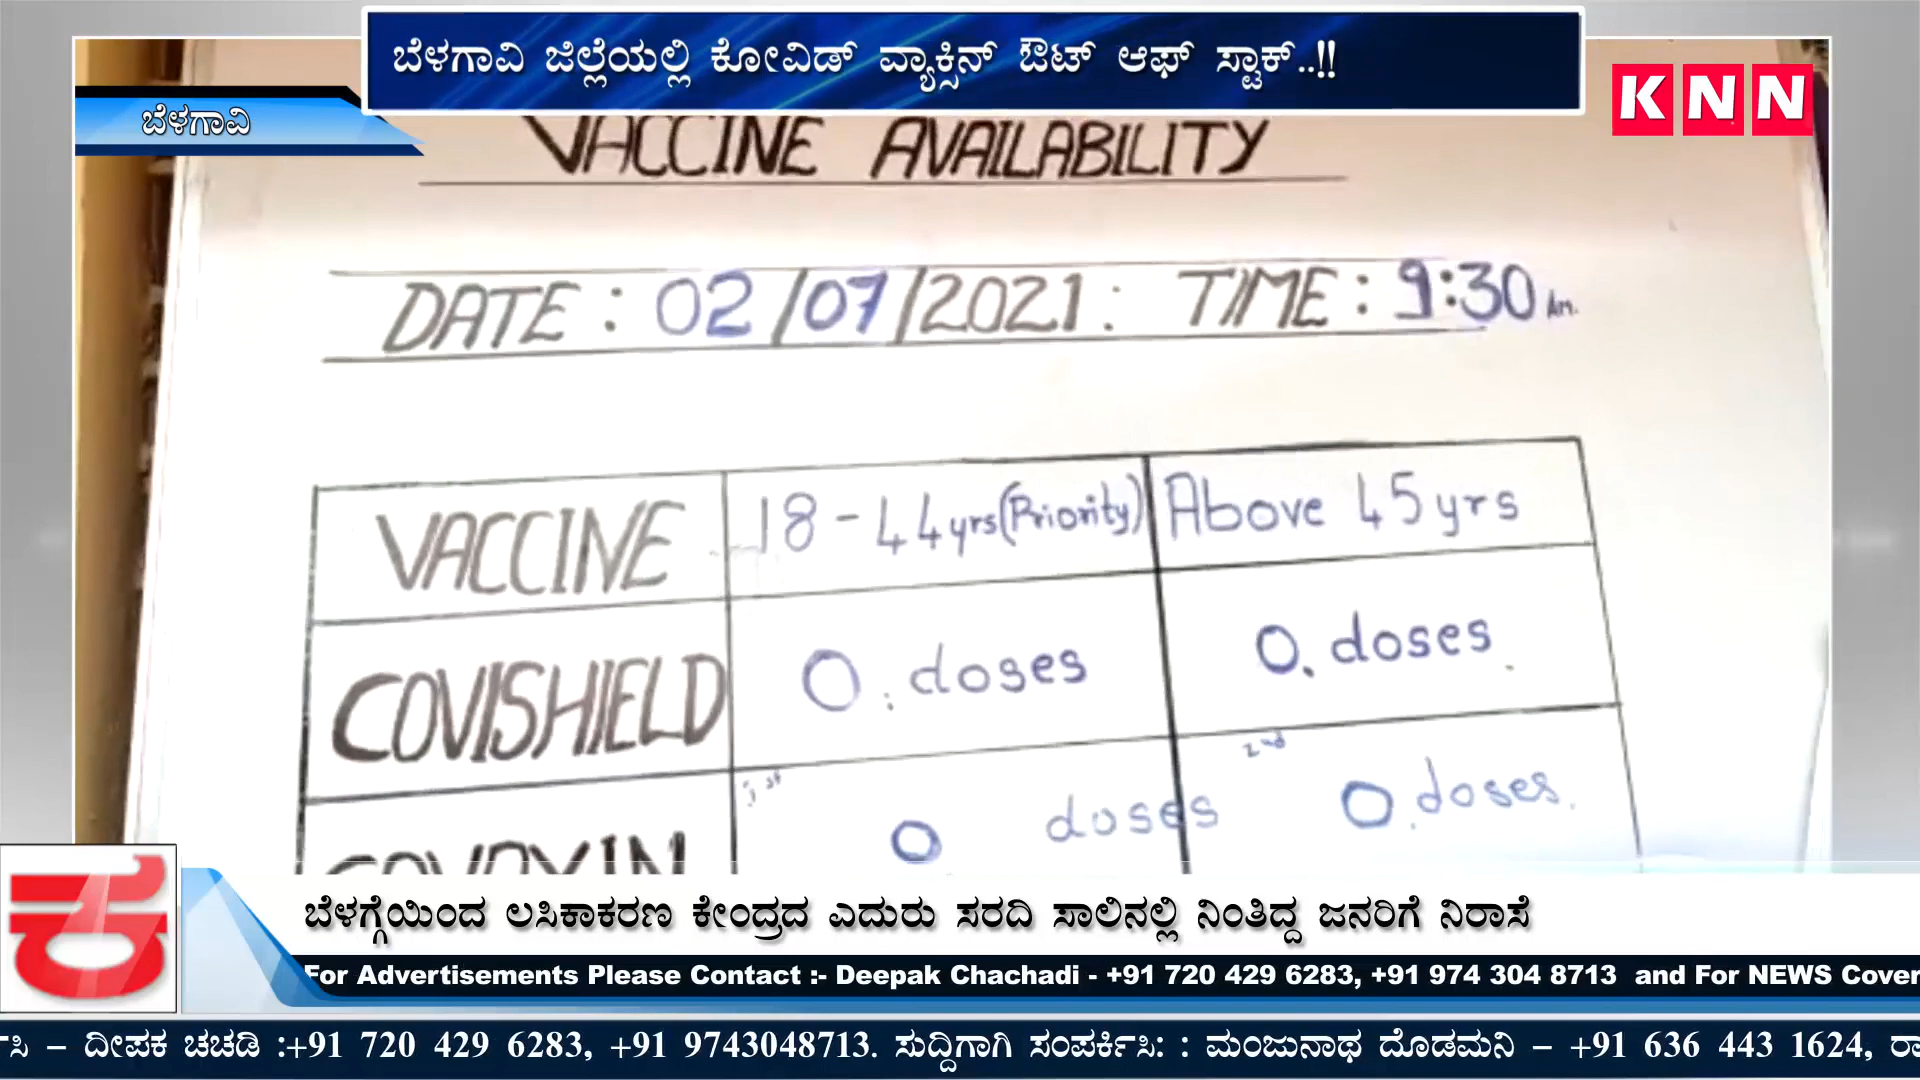 ಬೆಳಗಾವಿ ಜಿಲ್ಲೆಯಲ್ಲಿ ಕೋವಿಡ್ ವ್ಯಾಕ್ಸಿನ್ ಔಟ್ ಆಫ್ ಸ್ಟಾಕ್..!!
KNN
ಬೆಳಗಾವಿ
VACCINE AVAILABILITY
DATE : 02/07/2021 : TIME : 9:30 Am.
VACCINE 18-44yrs(Priority) Above 45yrs
COVISHIELD 0. doses 0. doses.
1st 0 doses 2nd 0. doses.
COVAXIN
ಕ
ಬೆಳಗ್ಗೆಯಿಂದ ಲಸಿಕಾಕರಣ ಕೇಂದ್ರದ ಎದುರು ಸರದಿ ಸಾಲಿನಲ್ಲಿ ನಿಂತಿದ್ದ ಜನರಿಗೆ ನಿರಾಸೆ
For Advertisements Please Contact :- Deepak Chachadi - +91 720 429 6283, +91 974 304 8713 and For NEWS Cover
ಸಿ – ದೀಪಕ ಚಚಡಿ :+91 720 429 6283, +91 9743048713. ಸುದ್ದಿಗಾಗಿ ಸಂಪರ್ಕಿಸಿ: : ಮಂಜುನಾಥ ದೊಡಮನಿ – +91 636 443 1624, ರಾ